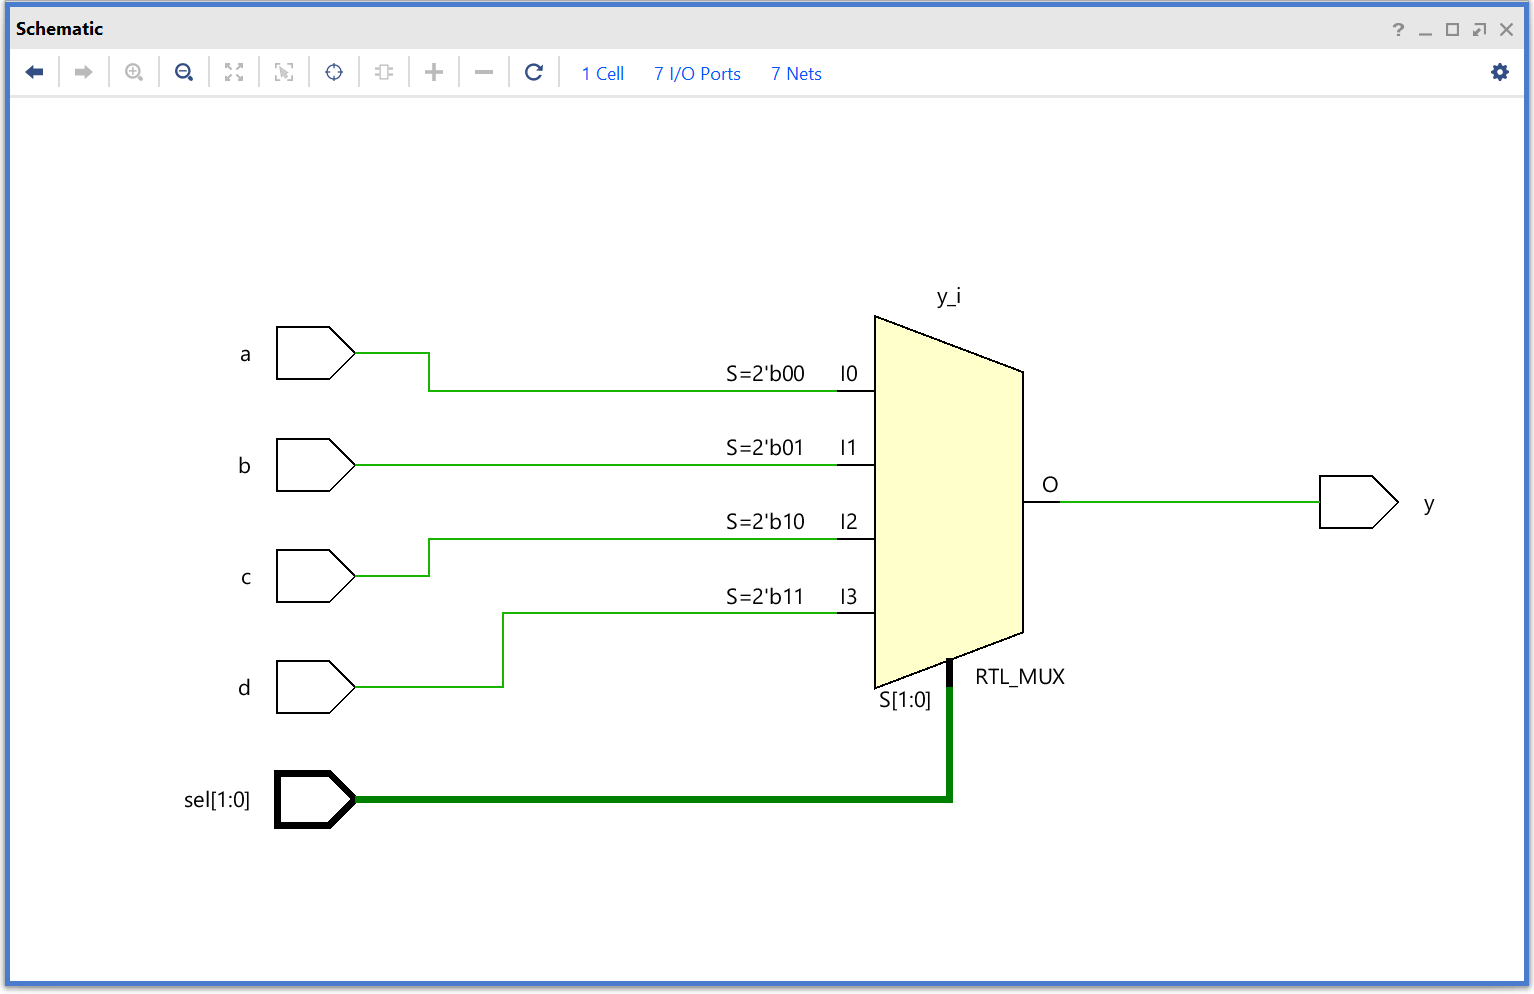 Schematic
1 Cell 7 I/O Ports 7 Nets
y_i
a
S=2'b00 I0
b
S=2'b01 I1
O
y
c
S=2'b10 I2
d
S=2'b11 I3
RTL_MUX
S[1:0]
sel[1:0]